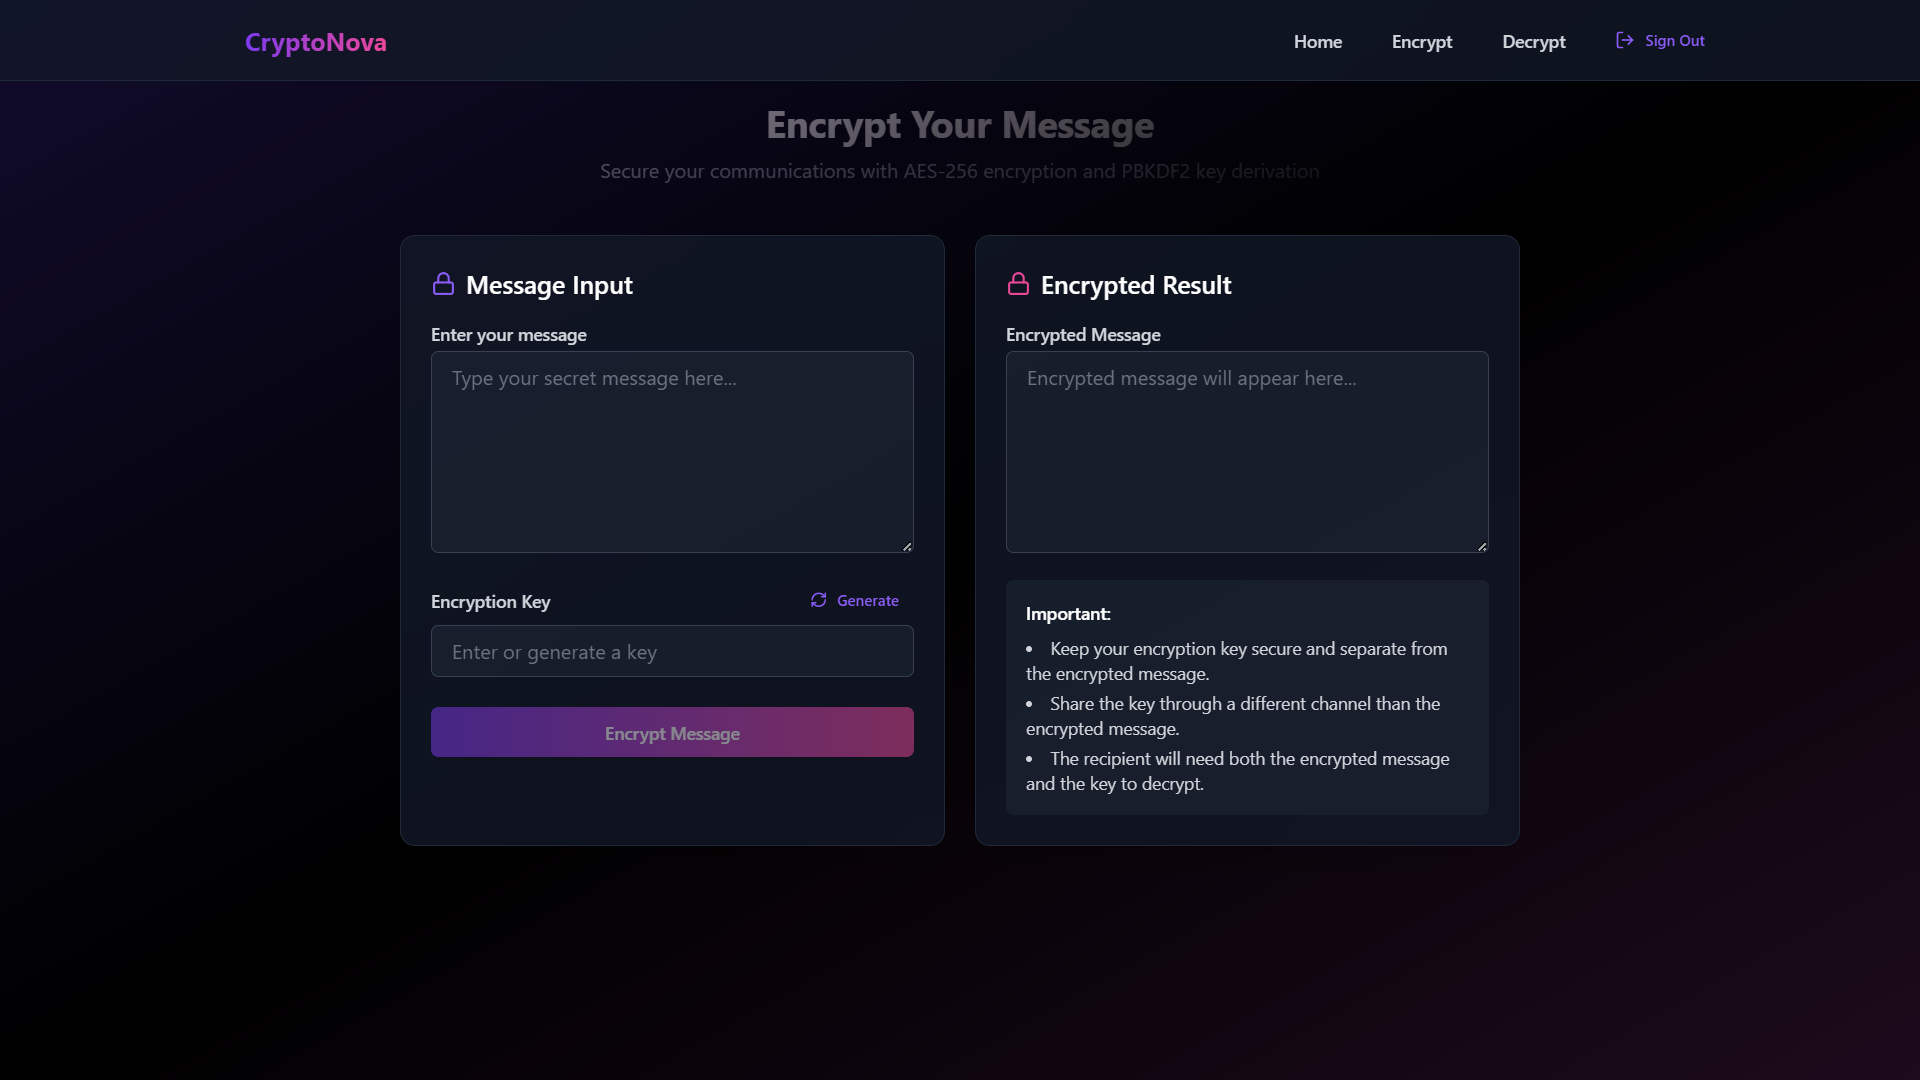 CryptoNova
Home
Encrypt
Decrypt
Sign Out
Encrypt Your Message
Secure your communications with AES-256 encryption and PBKDF2 key derivation
Message Input
Enter your message
Type your secret message here...
Encryption Key
Generate
Enter or generate a key
Encrypt Message
Encrypted Result
Encrypted Message
Encrypted message will appear here...
Important:
• Keep your encryption key secure and separate from
the encrypted message.
• Share the key through a different channel than the
encrypted message.
• The recipient will need both the encrypted message
and the key to decrypt.